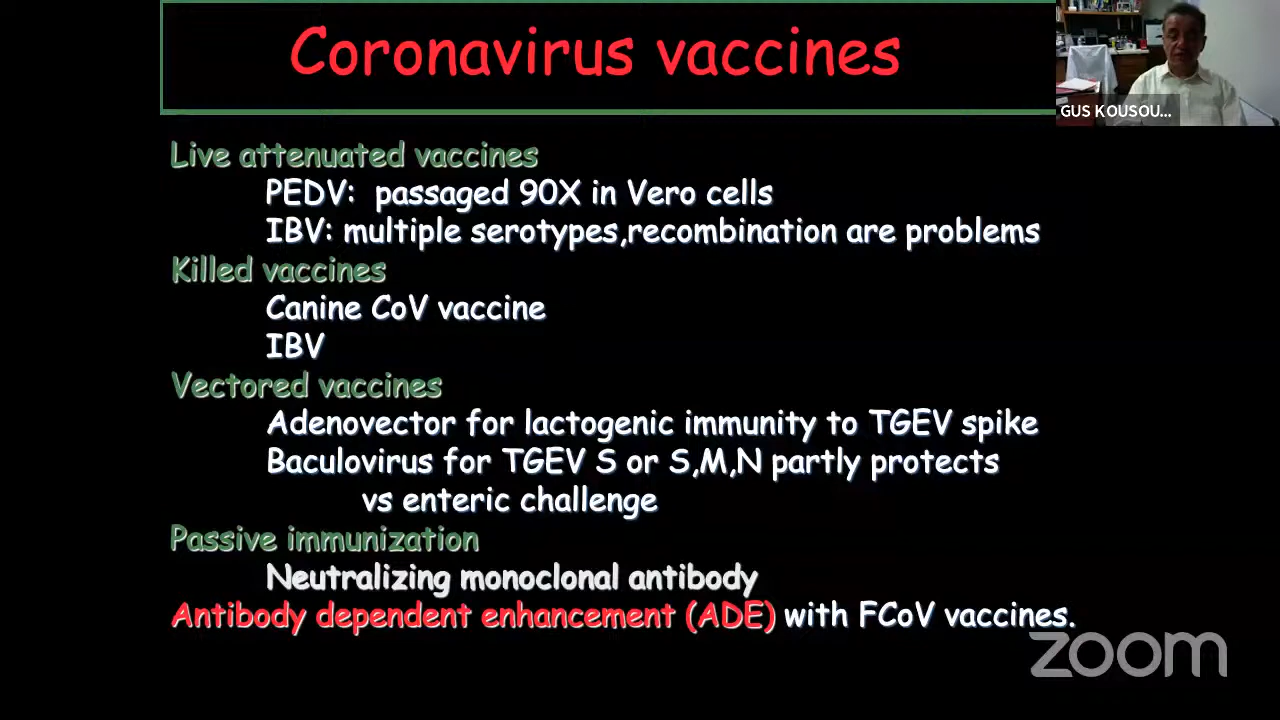 Coronavirus vaccines
GUS KOUSOU...
Live attenuated vaccines
PEDV: passaged 90X in Vero cells
IBV: multiple serotypes,recombination are problems
Killed vaccines
Canine CoV vaccine
IBV
Vectored vaccines
Adenovector for lactogenic immunity to TGEV spike
Baculovirus for TGEV S or S,M,N partly protects
vs enteric challenge
Passive immunization
Neutralizing monoclonal antibody
Antibody dependent enhancement (ADE) with FCoV vaccines.
zoom